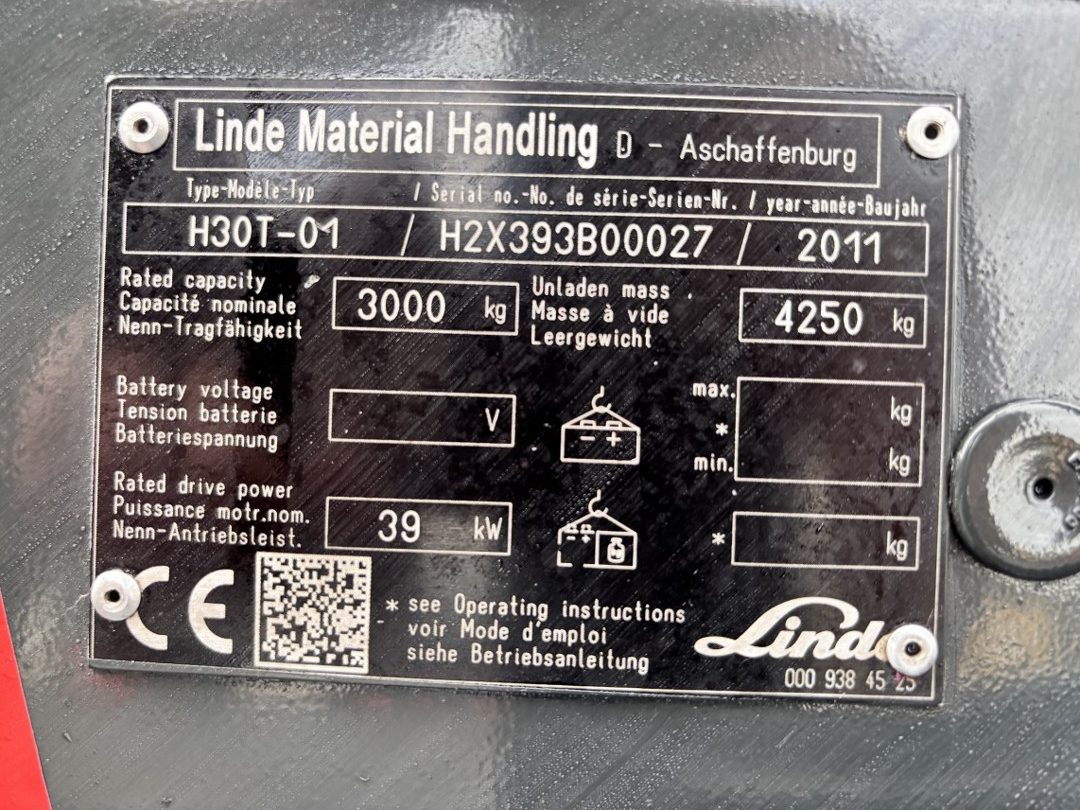 Linde Material Handling D - Aschaffenburg
Type-Modèle-Typ / Serial no.-No. de série-Serien-Nr. / year-année-Baujahr
H30T-01 / H2X393B00027 / 2011
Rated capacity
Capacité nominale
Nenn-Tragfähigkeit
3000 kg
Unladen mass
Masse à vide
Leergewicht
4250 kg
Battery voltage
Tension batterie
Batteriespannung
V
- +
max. kg
*
min. kg
Rated drive power
Puissance motr.nom.
Nenn-Antriebsleist.
39 kW
- +
* kg
CE
* see Operating instructions
voir Mode d'emploi
siehe Betriebsanleitung
Linde
000 938 45 25